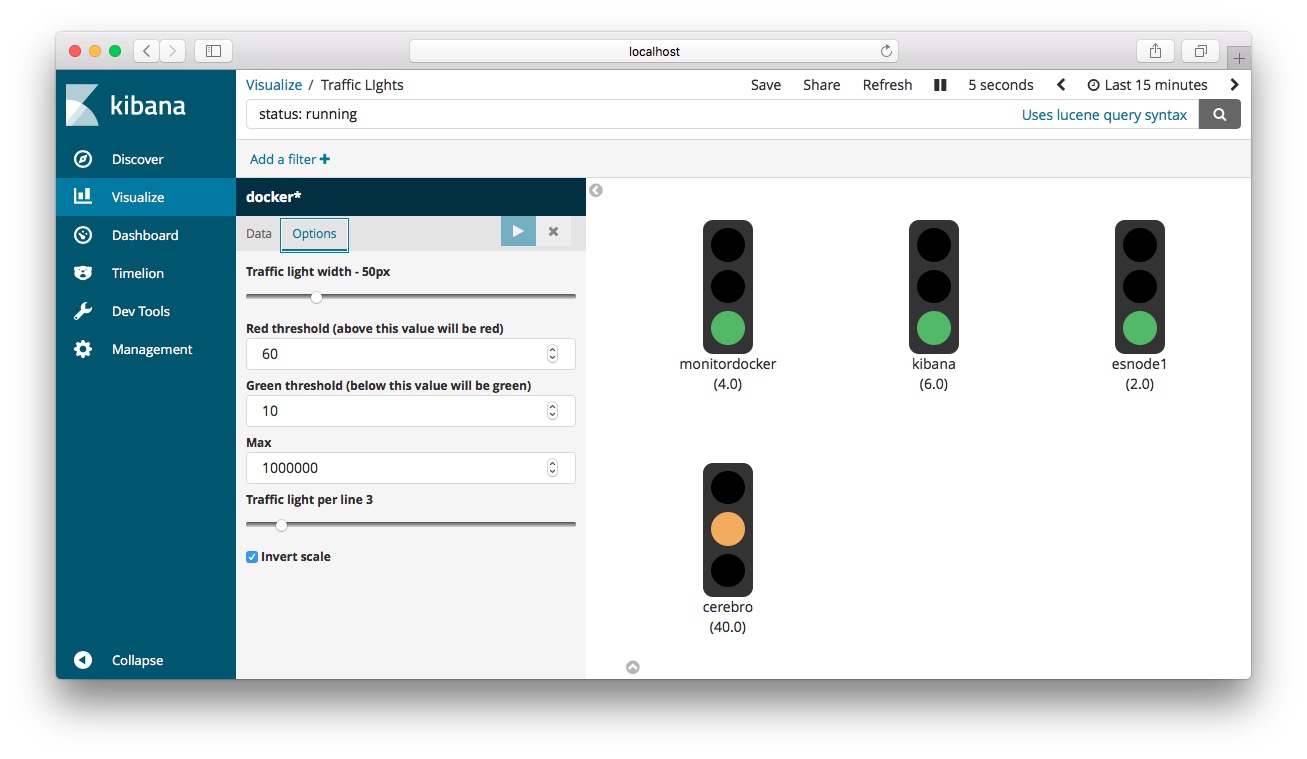 localhost
kibana
Discover
Visualize
Dashboard
Timelion
Dev Tools
Management
Collapse
Visualize / Traffic LIghts
Save Share Refresh 5 seconds Last 15 minutes
status: running
Uses lucene query syntax
Add a filter +
docker*
Data Options
Traffic light width - 50px
Red threshold (above this value will be red)
60
Green threshold (below this value will be green)
10
Max
1000000
Traffic light per line 3
Invert scale
monitordocker
(4.0)
kibana
(6.0)
esnode1
(2.0)
cerebro
(40.0)